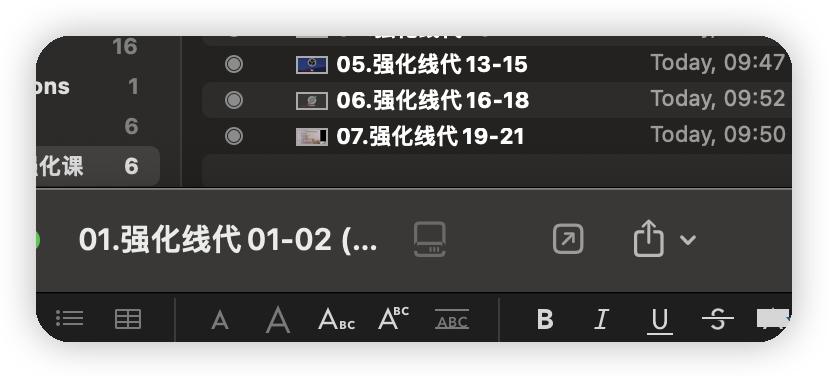 16
ons 1
6
化课 6
05.强化线代 13-15 Today, 09:47
06.强化线代 16-18 Today, 09:52
07.强化线代 19-21 Today, 09:50
01.强化线代 01-02 (...
A A ABC ABC ABC B I U S